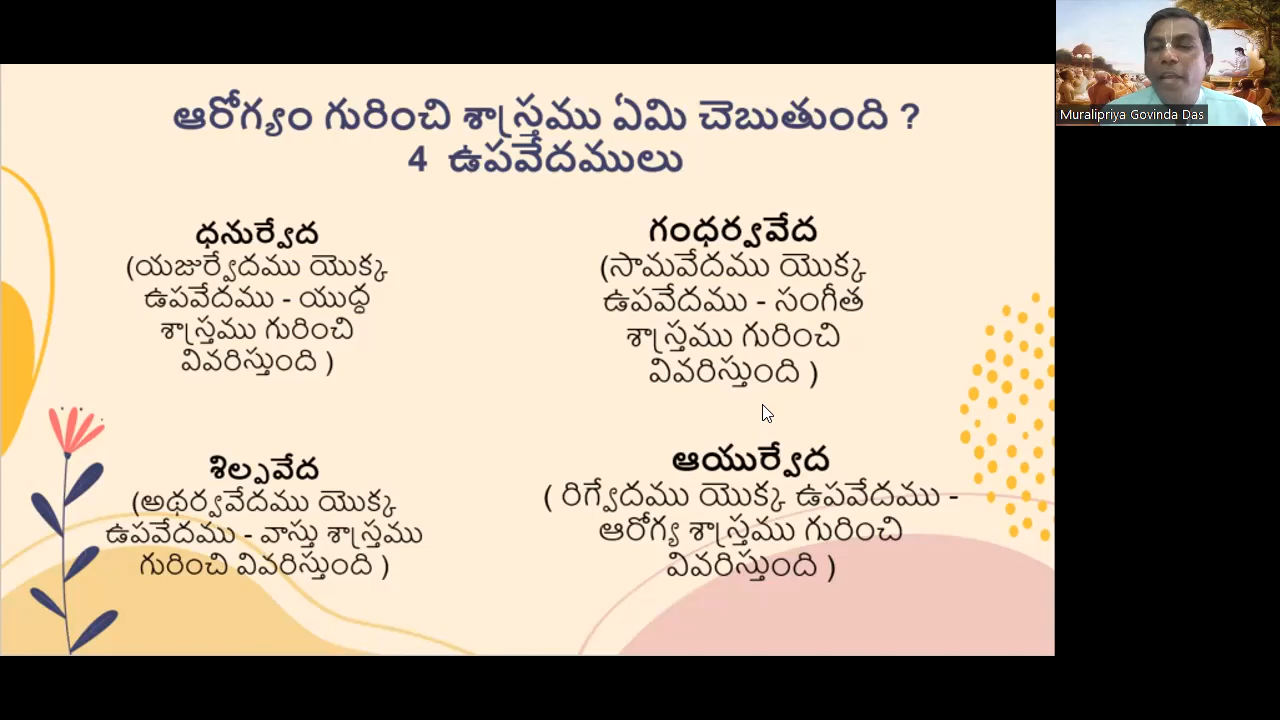 ఆరోగ్యం గురించి శాస్త్రము ఏమి చెబుతుంది ?
4 ఉపవేదములు
ధనుర్వేద
(యజుర్వేదము యొక్క
ఉపవేదము - యుద్ధ
శాస్త్రము గురించి
వివరిస్తుంది )
గంధర్వవేద
(సామవేదము యొక్క
ఉపవేదము - సంగీత
శాస్త్రము గురించి
వివరిస్తుంది )
శిల్పవేద
(అథర్వవేదము యొక్క
ఉపవేదము - వాస్తు శాస్త్రము
గురించి వివరిస్తుంది )
ఆయుర్వేద
( రిగ్వేదము యొక్క ఉపవేదము -
ఆరోగ్య శాస్త్రము గురించి
వివరిస్తుంది )
Muralipriya Govinda Das